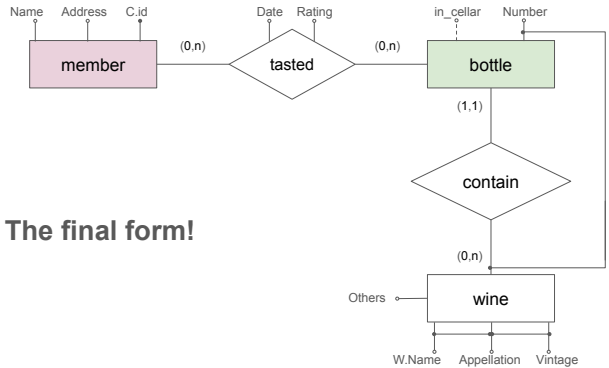 Name Address C.id Date Rating in_cellar Number
member (0,n) tasted (0,n) bottle
(1,1)
contain
The final form!
(0,n)
Others wine
W.Name Appellation Vintage